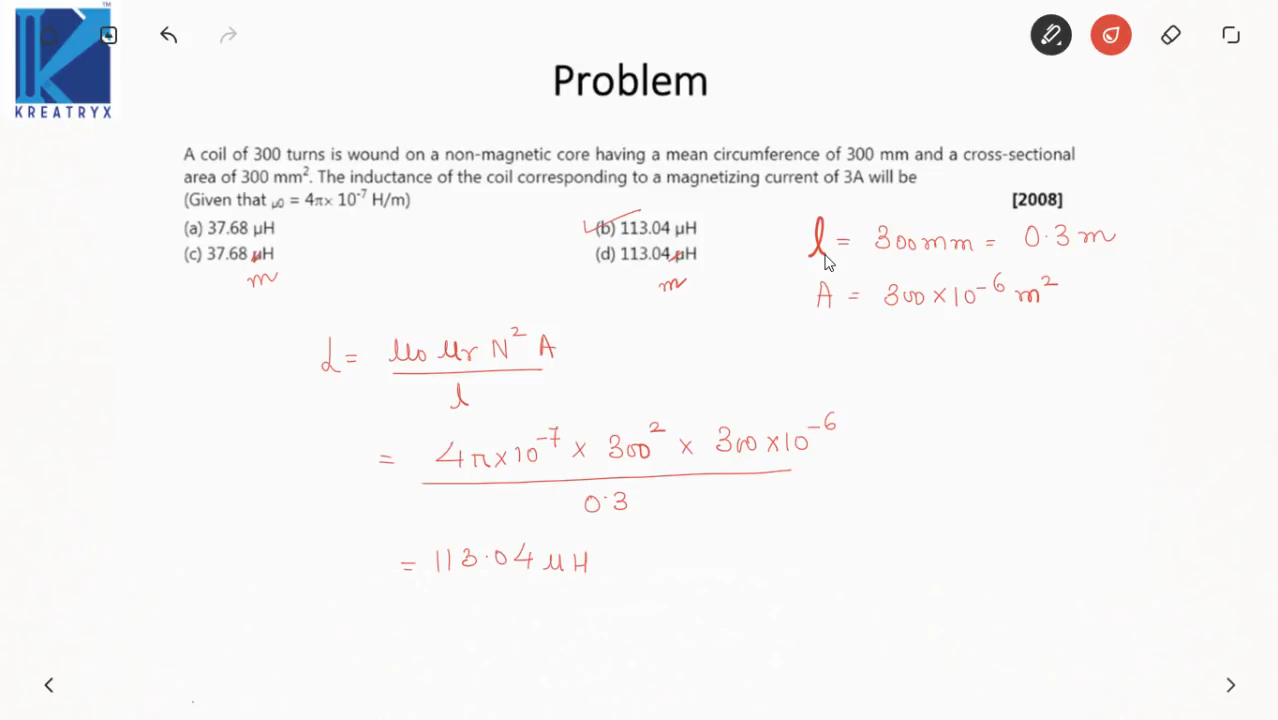 KREATRYX
Problem
A coil of 300 turns is wound on a non-magnetic core having a mean circumference of 300 mm and a cross-sectional
area of 300 mm². The inductance of the coil corresponding to a magnetizing current of 3A will be
(Given that μ0 = 4π× 10⁻⁷ H/m) [2008]
(a) 37.68 μH (b) 113.04 μH
(c) 37.68 μH (d) 113.04 μH
m m
l = 300mm = 0.3 m
A = 300×10⁻⁶ m²
L = μ0 μr N² A
l
= 4π×10⁻⁷ × 300² × 300×10⁻⁶
0.3
= 113.04 μH